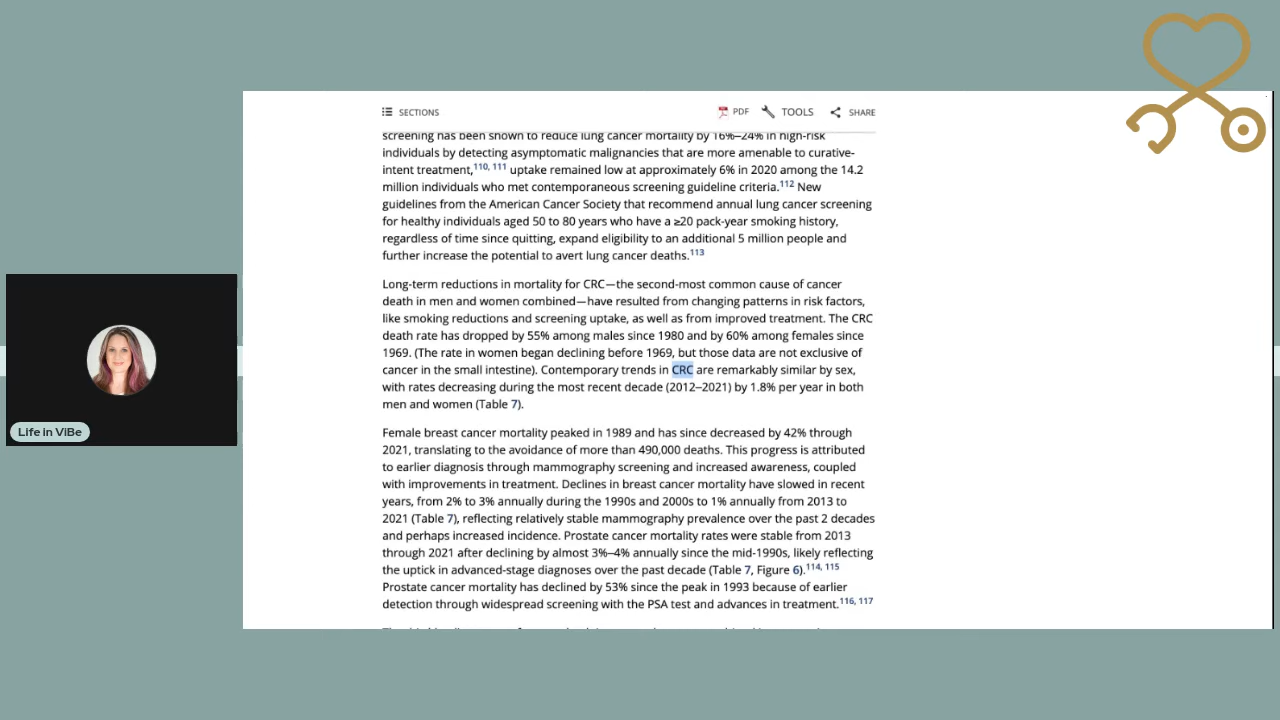 SECTIONS
PDF
TOOLS
SHARE
screening has been shown to reduce lung cancer mortality by 16%–24% in high-risk
individuals by detecting asymptomatic malignancies that are more amenable to curative-
intent treatment,110, 111 uptake remained low at approximately 6% in 2020 among the 14.2
million individuals who met contemporaneous screening guideline criteria.112 New
guidelines from the American Cancer Society that recommend annual lung cancer screening
for healthy individuals aged 50 to 80 years who have a ≥20 pack-year smoking history,
regardless of time since quitting, expand eligibility to an additional 5 million people and
further increase the potential to avert lung cancer deaths.113
Long-term reductions in mortality for CRC—the second-most common cause of cancer
death in men and women combined—have resulted from changing patterns in risk factors,
like smoking reductions and screening uptake, as well as from improved treatment. The CRC
death rate has dropped by 55% among males since 1980 and by 60% among females since
1969. (The rate in women began declining before 1969, but those data are not exclusive of
cancer in the small intestine). Contemporary trends in CRC are remarkably similar by sex,
with rates decreasing during the most recent decade (2012–2021) by 1.8% per year in both
men and women (Table 7).
Female breast cancer mortality peaked in 1989 and has since decreased by 42% through
2021, translating to the avoidance of more than 490,000 deaths. This progress is attributed
to earlier diagnosis through mammography screening and increased awareness, coupled
with improvements in treatment. Declines in breast cancer mortality have slowed in recent
years, from 2% to 3% annually during the 1990s and 2000s to 1% annually from 2013 to
2021 (Table 7), reflecting relatively stable mammography prevalence over the past 2 decades
and perhaps increased incidence. Prostate cancer mortality rates were stable from 2013
through 2021 after declining by almost 3%–4% annually since the mid-1990s, likely reflecting
the uptick in advanced-stage diagnoses over the past decade (Table 7, Figure 6).114, 115
Prostate cancer mortality has declined by 53% since the peak in 1993 because of earlier
detection through widespread screening with the PSA test and advances in treatment.116, 117
Life in ViBe